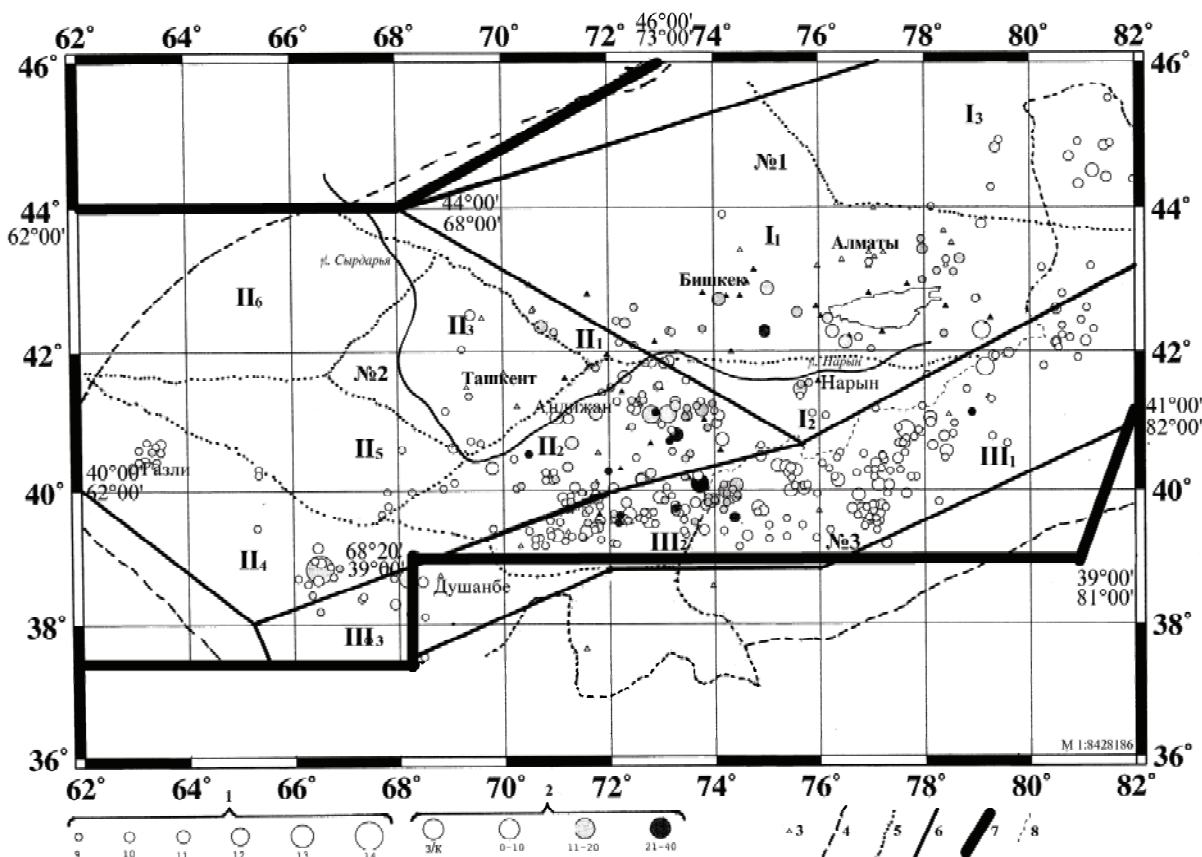 46°00'
62° 64° 66° 68° 70° 72° 73°00' 74° 76° 78° 80° 82°
46° 46°
I₃
№1
44° 44°00' 44°
62°00' 68°00'
I₁ Алматы
р. Сырдарья
Бишкек
II₆
II₃ II₁
42° р. Нарын 42°
№2 Ташкент Нарын
Андижан 41°00'
I₂ 82°00'
II₅ II₂ III₁
40°00' Газли
40° 62°00' 40°
68°20' III₂ №3
II₄ 39°00' Душанбе 39°00'
81°00'
38° III₃ 38°
М 1:8428186
36° 36°
62° 64° 66° 68° 70° 72° 74° 76° 78° 80° 82°
1 2
3 4 5 6 7 8
9 10 11 12 13 14 з/к 0-10 11-20 21-40